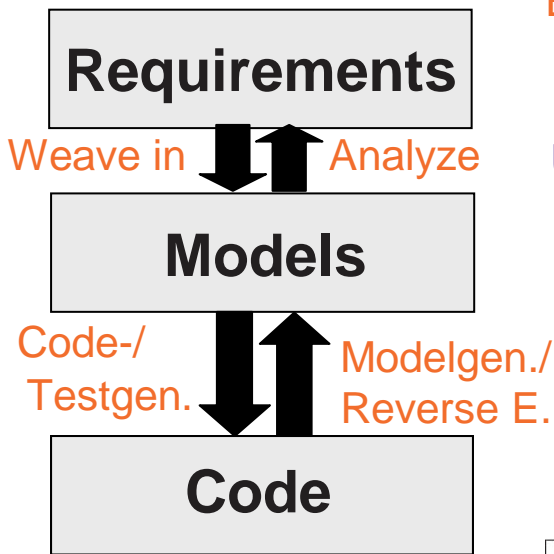 Requirements
Weave in
Analyze
Models
Code-/
Testgen.
Modelgen./
Reverse E.
Code